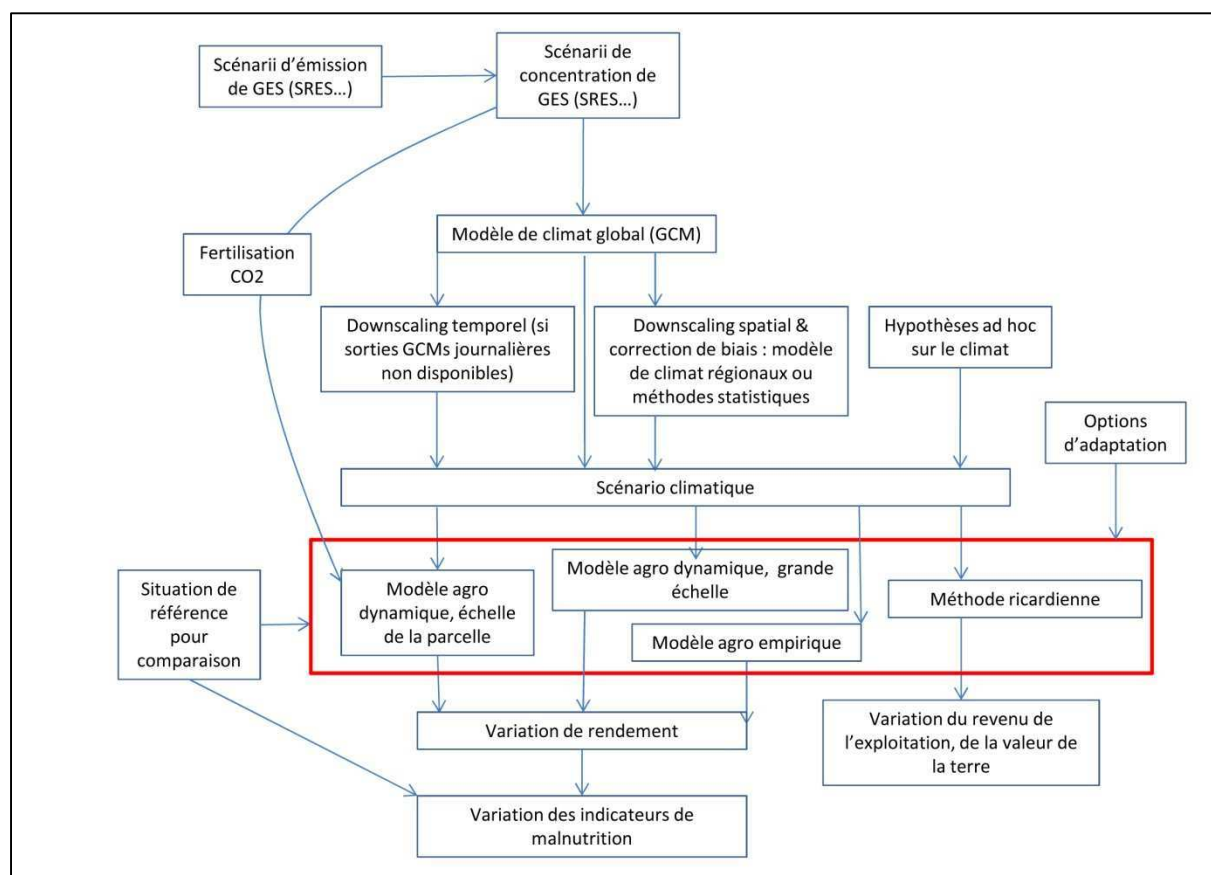 Scénarii d’émission
de GES (SRES…)
Scénarii de
concentration de
GES (SRES…)
Modèle de climat global (GCM)
Fertilisation
CO2
Downscaling temporel (si
sorties GCMs journalières
non disponibles)
Downscaling spatial &
correction de biais : modèle
de climat régionaux ou
méthodes statistiques
Hypothèses ad hoc
sur le climat
Options
d’adaptation
Scénario climatique
Situation de
référence
pour
comparaison
Modèle agro
dynamique, échelle
de la parcelle
Modèle agro dynamique, grande
échelle
Modèle agro empirique
Méthode ricardienne
Variation de rendement
Variation du revenu de
l’exploitation, de la valeur de
la terre
Variation des indicateurs de
malnutrition